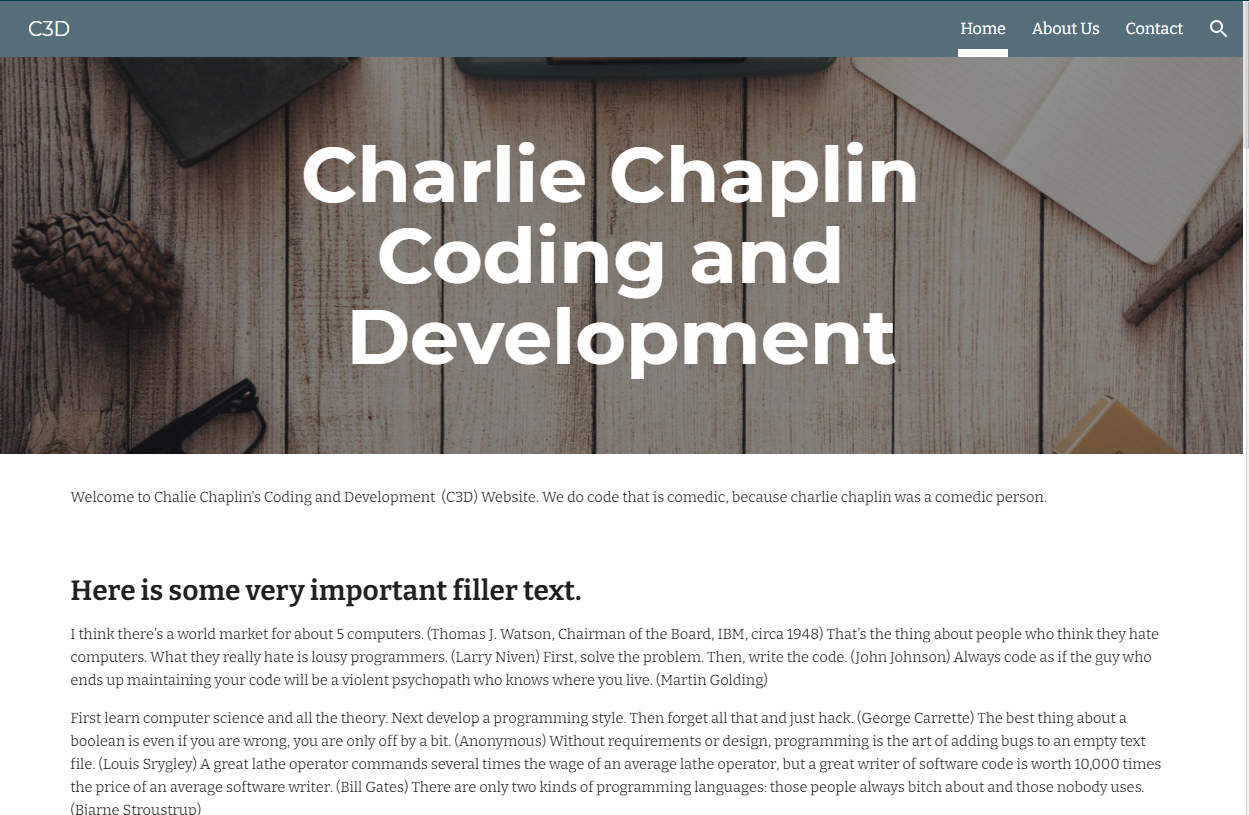 C3D
Home About Us Contact
Charlie Chaplin
Coding and
Development
Welcome to Chalie Chaplin's Coding and Development (C3D) Website. We do code that is comedic, because charlie chaplin was a comedic person.
Here is some very important filler text.
I think there's a world market for about 5 computers. (Thomas J. Watson, Chairman of the Board, IBM, circa 1948) That's the thing about people who think they hate
computers. What they really hate is lousy programmers. (Larry Niven) First, solve the problem. Then, write the code. (John Johnson) Always code as if the guy who
ends up maintaining your code will be a violent psychopath who knows where you live. (Martin Golding)
First learn computer science and all the theory. Next develop a programming style. Then forget all that and just hack. (George Carrette) The best thing about a
boolean is even if you are wrong, you are only off by a bit. (Anonymous) Without requirements or design, programming is the art of adding bugs to an empty text
file. (Louis Srygley) A great lathe operator commands several times the wage of an average lathe operator, but a great writer of software code is worth 10,000 times
the price of an average software writer. (Bill Gates) There are only two kinds of programming languages: those people always bitch about and those nobody uses.
(Bjarne Stroustrup)